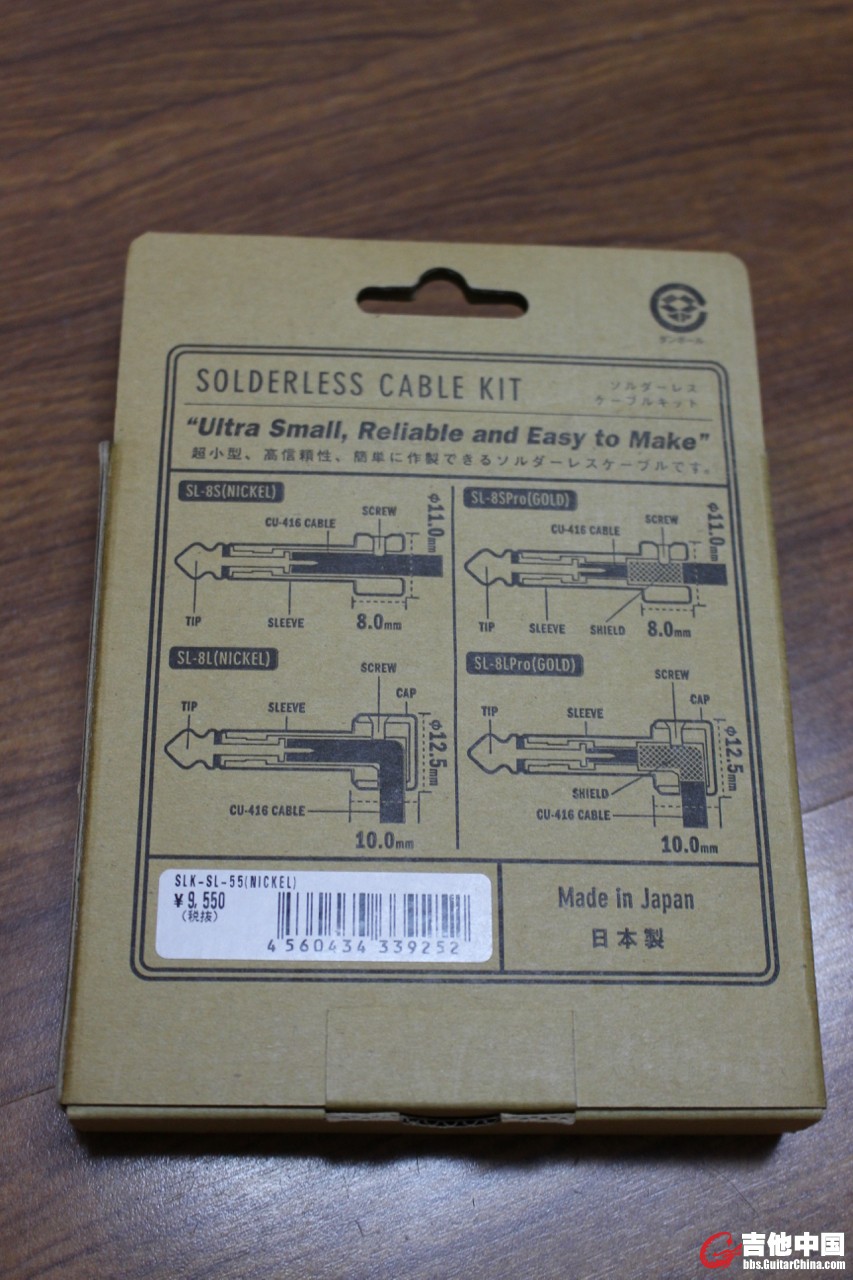 ダンボール
SOLDERLESS CABLE KIT
ソルダーレス
ケーブルキット
"Ultra Small, Reliable and Easy to Make"
超小型、高信頼性、簡単に作製できるソルダーレスケーブルです。
SL-8S(NICKEL)
CU-416 CABLE
SCREW
φ11.0mm
TIP
SLEEVE
8.0mm
SL-8SPro(GOLD)
CU-416 CABLE
SCREW
φ11.0mm
TIP
SLEEVE
SHIELD
8.0mm
SL-8L(NICKEL)
SCREW
CAP
TIP
SLEEVE
φ12.5mm
CU-416 CABLE
10.0mm
SL-8LPro(GOLD)
SCREW
CAP
TIP
SLEEVE
φ12.5mm
SHIELD
CU-416 CABLE
10.0mm
SLK-SL-55(NICKEL)
¥9,550
(税抜)
4560434 339252
Made in Japan
日本製
吉他中国
bbs.GuitarChina.com